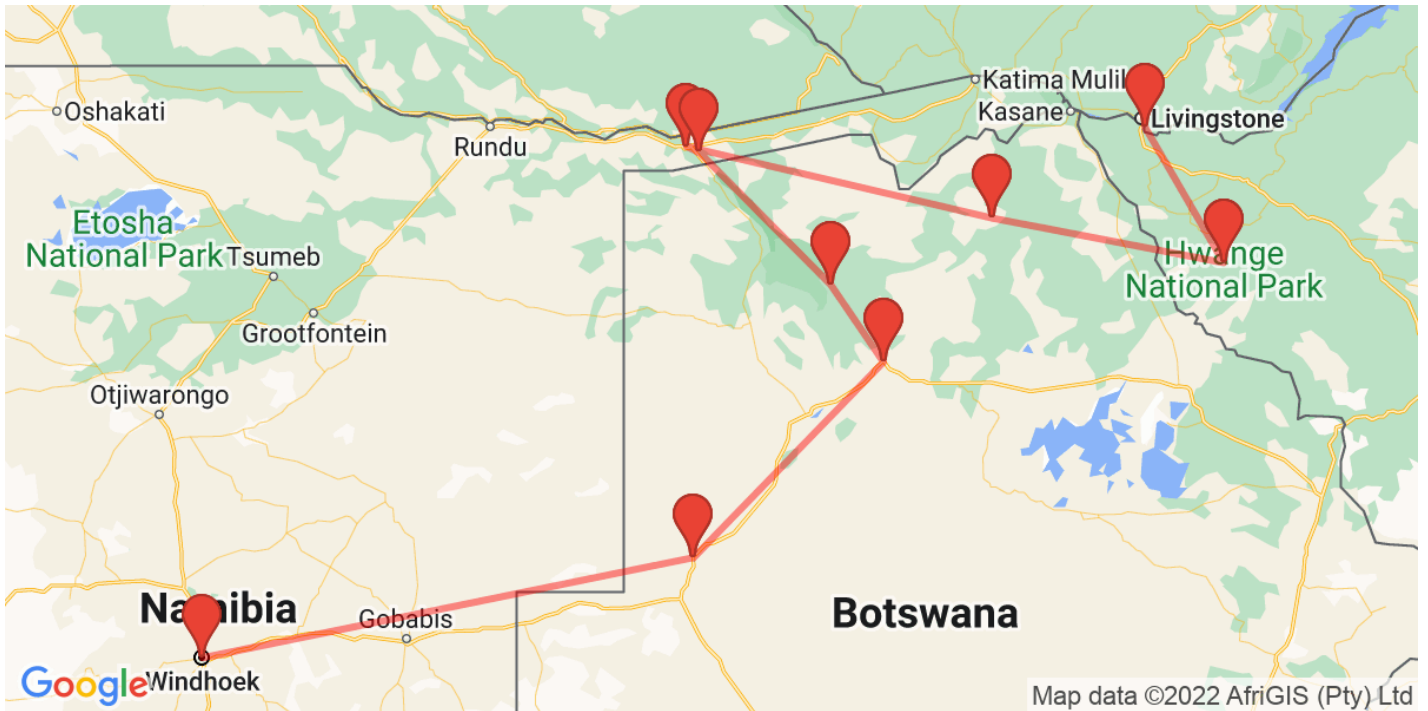 Oshakati
Rundu
Katima Mulil
Kasane
Livingstone
Etosha
National Park
Tsumeb
Grootfontein
Hwange
National Park
Otjiwarongo
Namibia
Gobabis
Botswana
Windhoek
Google
Map data ©2022 AfriGIS (Pty) Ltd